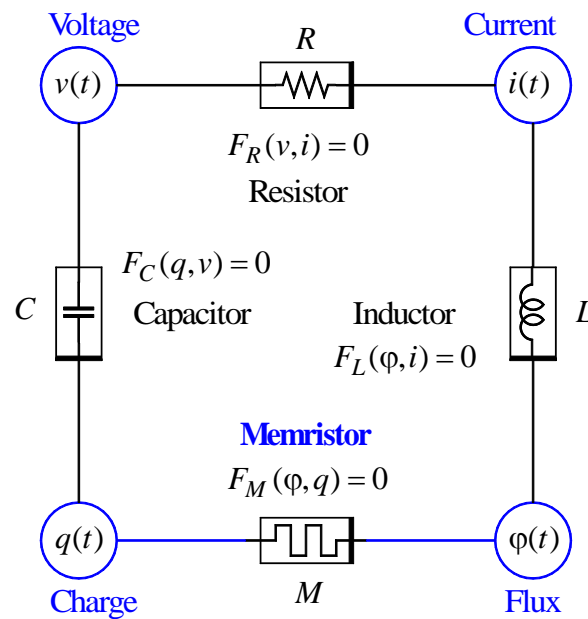 Voltage
Current
R
v(t)
i(t)
F_R(v,i)=0
Resistor
F_C(q,v)=0
C
Capacitor
Inductor
L
F_L(φ,i)=0
Memristor
F_M(φ,q)=0
q(t)
φ(t)
M
Charge
Flux